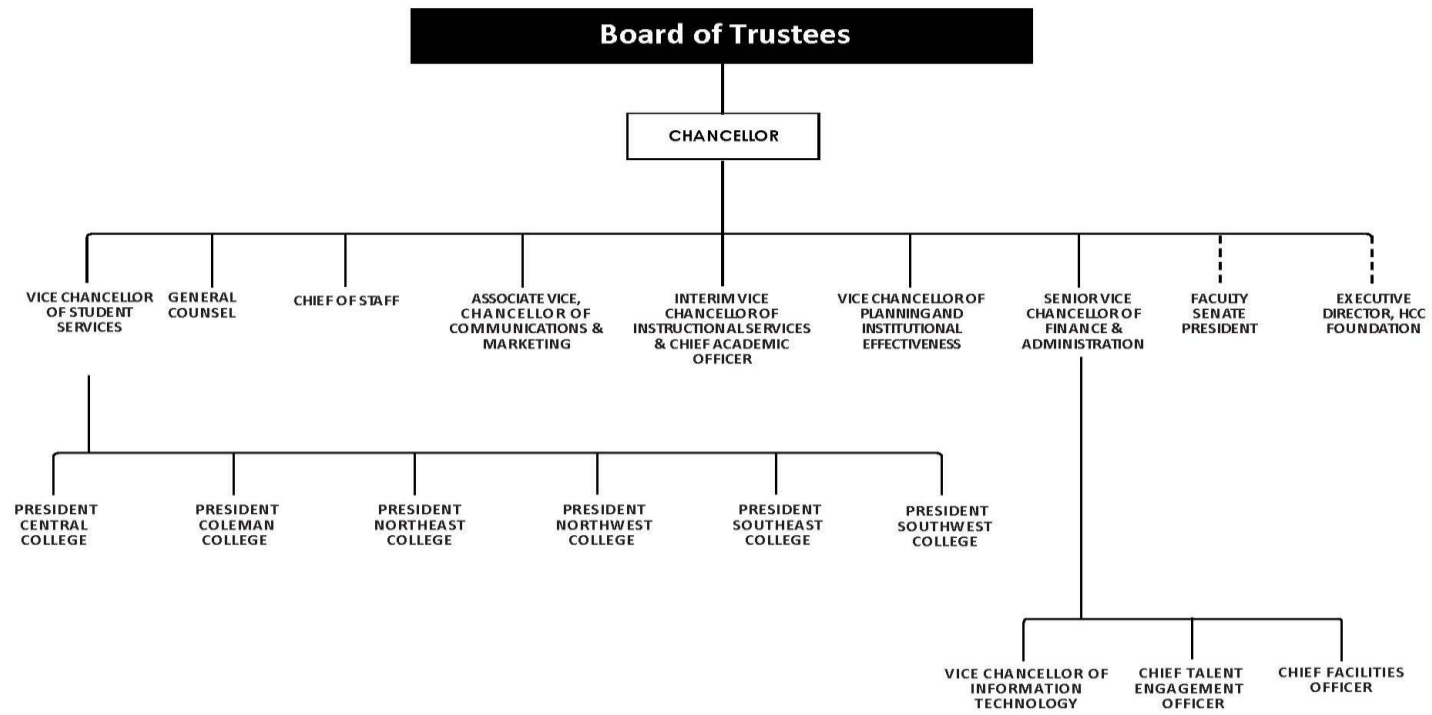 Board of Trustees
CHANCELLOR
VICE CHANCELLOR
OF STUDENT
SERVICES
GENERAL
COUNSEL
CHIEF OF STAFF
ASSOCIATE VICE,
CHANCELLOR OF
COMMUNICATIONS &
MARKETING
INTERIM VICE
CHANCELLOR OF
INSTRUCTIONAL SERVICES
& CHIEF ACADEMIC
OFFICER
VICE CHANCELLOR OF
PLANNING AND
INSTITUTIONAL
EFFECTIVENESS
SENIOR VICE
CHANCELLOR OF
FINANCE &
ADMINISTRATION
FACULTY
SENATE
PRESIDENT
EXECUTIVE
DIRECTOR, HCC
FOUNDATION
PRESIDENT
CENTRAL
COLLEGE
PRESIDENT
COLEMAN
COLLEGE
PRESIDENT
NORTHEAST
COLLEGE
PRESIDENT
NORTHWEST
COLLEGE
PRESIDENT
SOUTHEAST
COLLEGE
PRESIDENT
SOUTHWEST
COLLEGE
VICE CHANCELLOR OF
INFORMATION
TECHNOLOGY
CHIEF TALENT
ENGAGEMENT
OFFICER
CHIEF FACILITIES
OFFICER